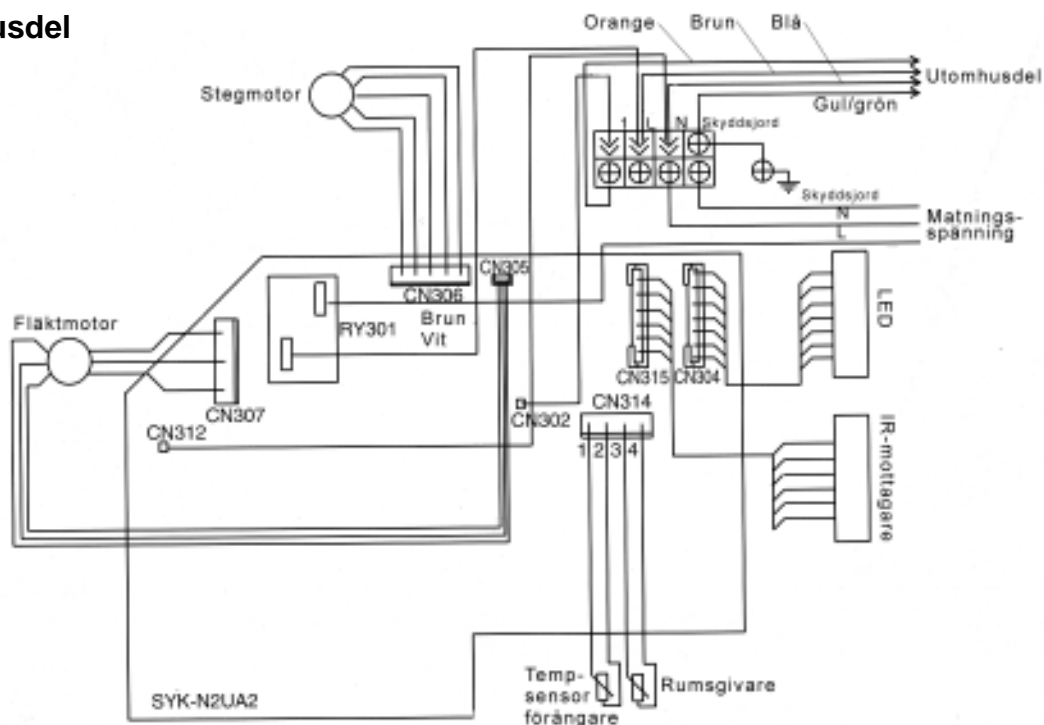 usdel
Orange Brun Blå
Utomhusdel
Gul/grön
Stegmotor
1 L N Skyddsjord
Skyddsjord
N
L
Matnings-
spänning
CN305
CN306
LED
Fläktmotor
RY301
Brun
Vit
CN315 CN304
CN307
CN302
CN314
CN312
1 2 3 4
IR-mottagare
Temp-
sensor
förångare
Rumsgivare
SYK-N2UA2